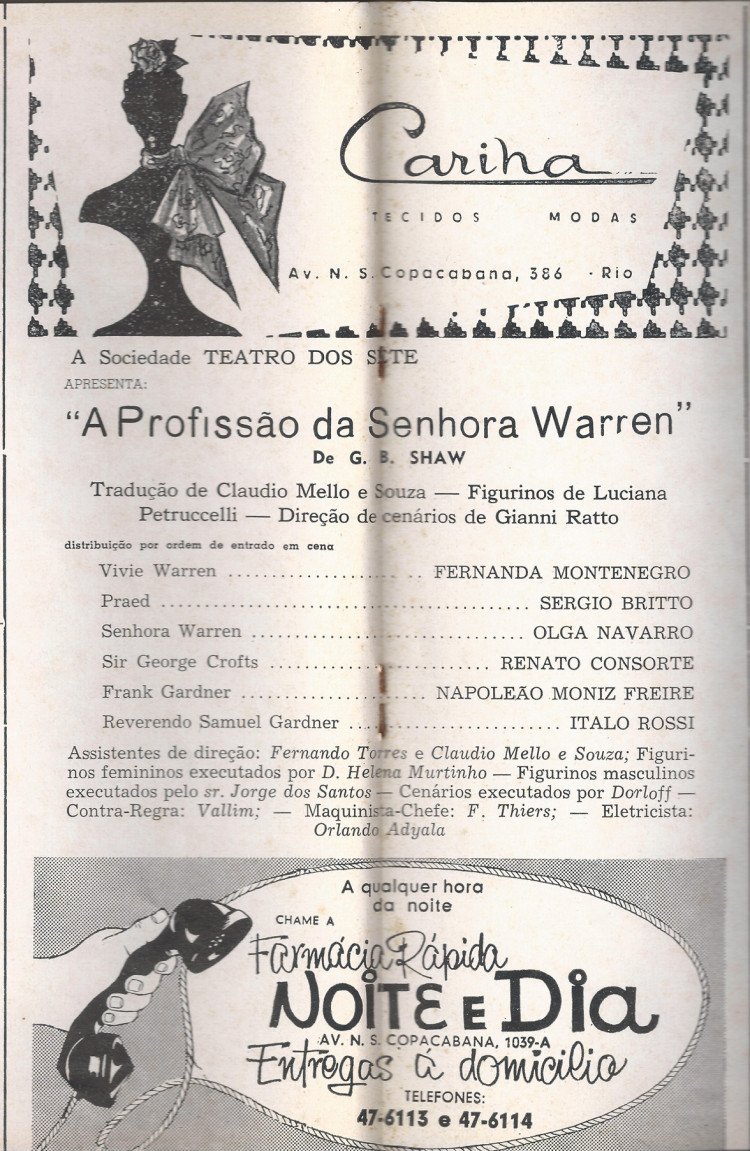 Carina
TECIDOS MODAS
Av. N. S. Copacabana, 386 · Rio
A Sociedade TEATRO DOS SETE
APRESENTA:
"A Profissão da Senhora Warren"
De G. B. SHAW
Tradução de Claudio Mello e Souza — Figurinos de Luciana
Petruccelli — Direção de cenários de Gianni Ratto
distribuição por ordem de entrado em cena
Vivie Warren .................... .. FERNANDA MONTENEGRO
Praed ..................................... SERGIO BRITTO
Senhora Warren ........................... OLGA NAVARRO
Sir George Crofts ...................... RENATO CONSORTE
Frank Gardner .................... NAPOLEÃO MONIZ FREIRE
Reverendo Samuel Gardner ..................... ITALO ROSSI
Assistentes de direção: Fernando Torres e Claudio Mello e Souza; Figuri-
nos femininos executados por D. Helena Murtinho — Figurinos masculinos
executados pelo sr. Jorge dos Santos — Cenários executados por Dorloff —
Contra-Regra: Vallim; — Maquinista-Chefe: F. Thiers; — Eletricista:
Orlando Adyala
A qualquer hora
da noite
CHAME A
Farmácia Rápida
NOITE E DIA
AV. N. S. COPACABANA, 1039-A
Entregas á domicilio
TELEFONES:
47-6113 e 47-6114